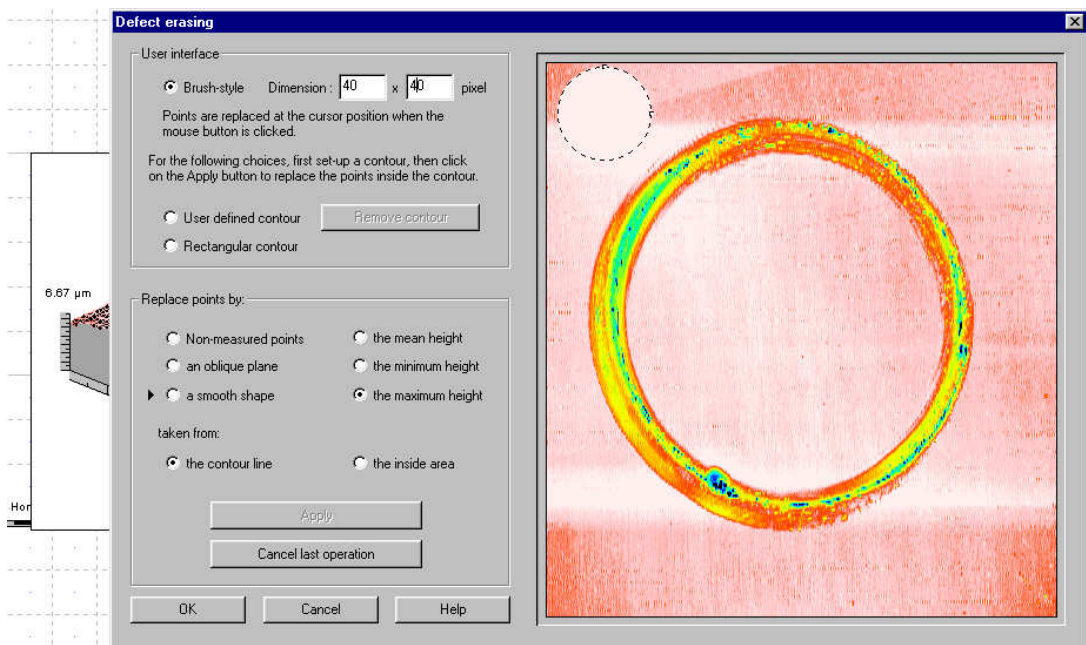 Defect erasing
User interface
Brush-style Dimension : 40 x 40 pixel
Points are replaced at the cursor position when the
mouse button is clicked.
For the following choices, first set-up a contour, then click
on the Apply button to replace the points inside the contour.
User defined contour Remove contour
Rectangular contour
6.67 µm
Replace points by:
Non-measured points the mean height
an oblique plane the minimum height
a smooth shape the maximum height
taken from:
the contour line the inside area
Hor
Apply
Cancel last operation
OK Cancel Help